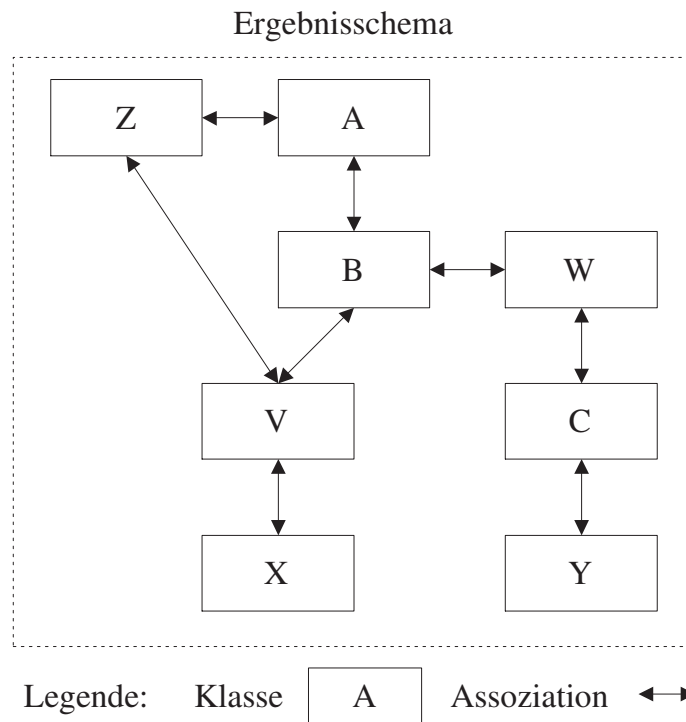 Ergebnisschema
Z A
B W
V C
X Y
Legende: Klasse A Assoziation